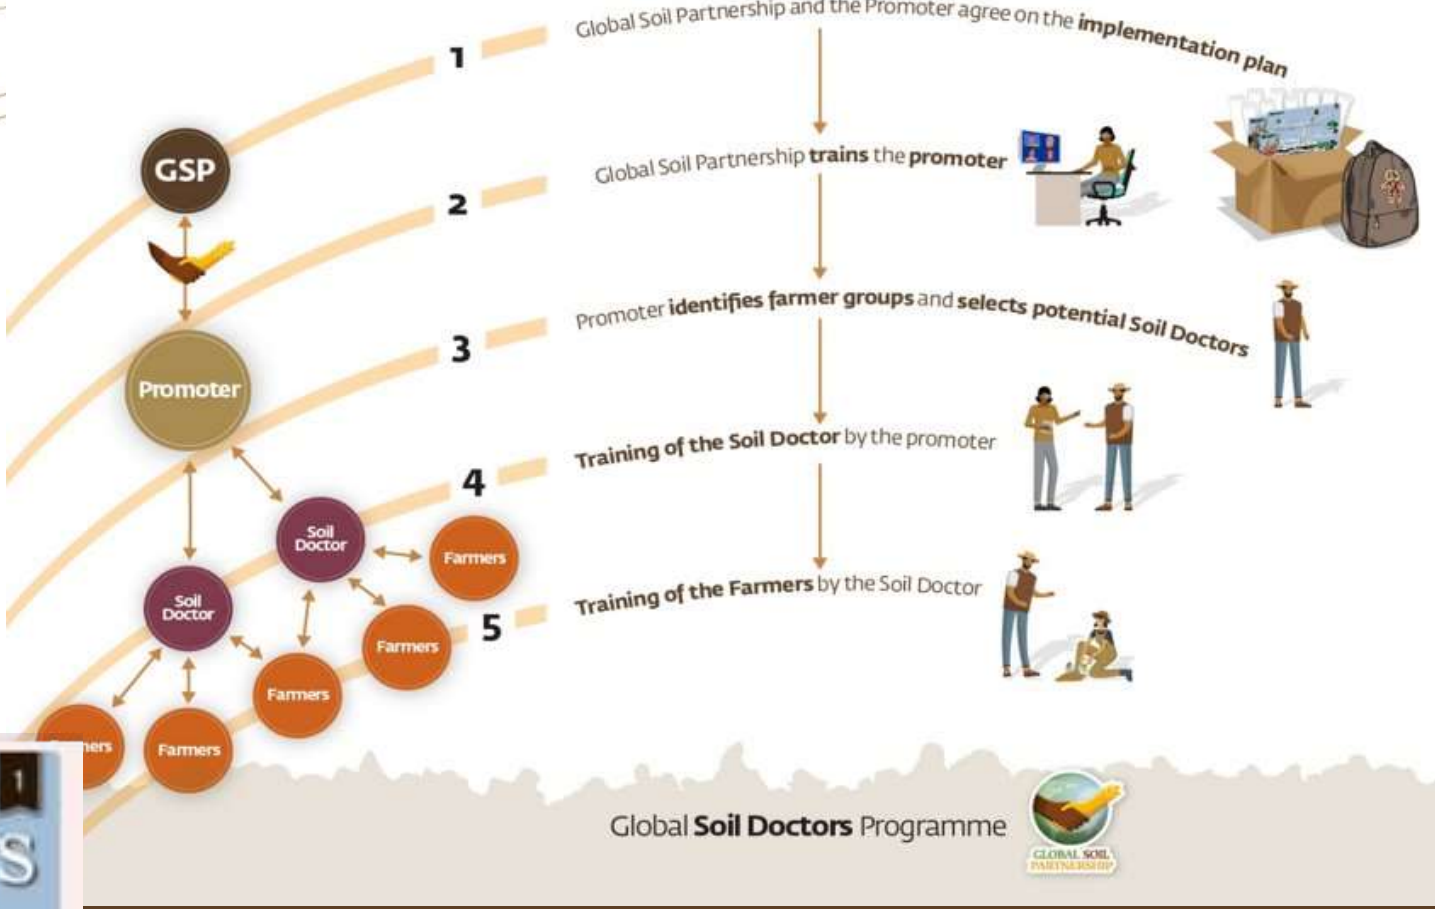 1
Global Soil Partnership and the Promoter agree on the implementation plan
GSP
2
Global Soil Partnership trains the promoter
3
Promoter identifies farmer groups and selects potential Soil Doctors
Promoter
4
Training of the Soil Doctor by the promoter
Soil
Doctor
Farmers
Soil
Doctor
5
Training of the Farmers by the Soil Doctor
Farmers
Farmers
mers
Farmers
1
S
Global Soil Doctors Programme
GLOBAL SOIL
PARTNERSHIP